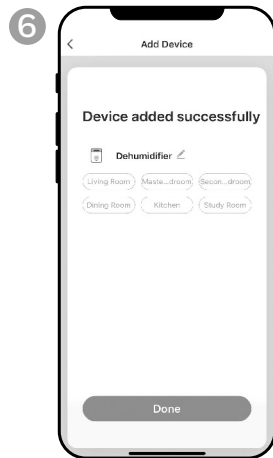 6
Add Device
Device added successfully
Dehumidifier
Living Room Maste...droom Secon...droom
Dining Room Kitchen Study Room
Done